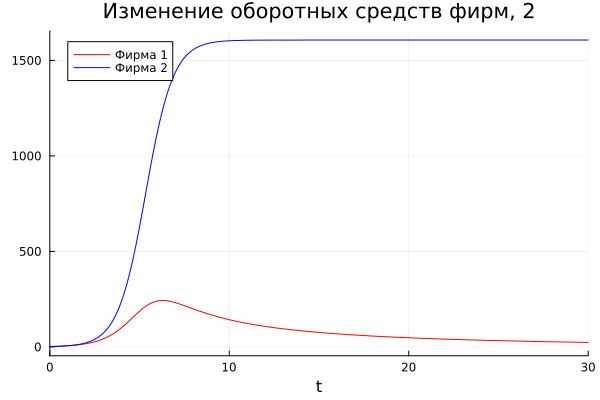 Изменение оборотных средств фирм, 2
Фирма 1
Фирма 2
1500
1000
500
0
0 10 20 30
t